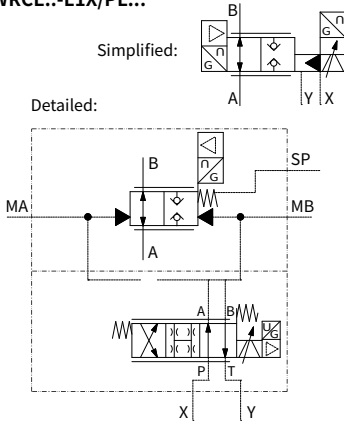 WRCE..-L1X/PE...
B
Simplified:
G
U
G
A
Y
X
Detailed:
B
U
G
SP
MA
MB
A
A
B
U
G
P
T
X
Y